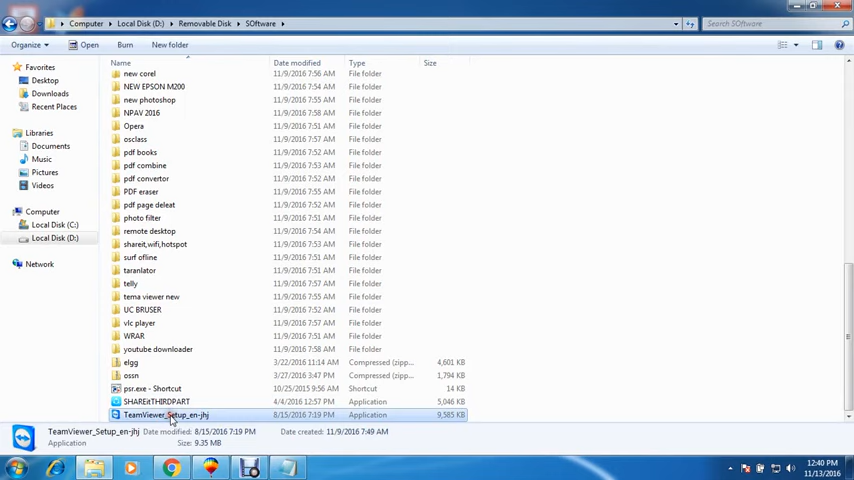 Computer ▸ Local Disk (D:) ▸ Removable Disk ▸ SOftware ▸ Search SOftware
Organize Open Burn New folder
Name Date modified Type Size
Favorites
Desktop
Downloads
Recent Places
Libraries
Documents
Music
Pictures
Videos
Computer
Local Disk (C:)
Local Disk (D:)
Network
new corel 11/9/2016 7:56 AM File folder
NEW EPSON M200 11/9/2016 7:54 AM File folder
new photoshop 11/9/2016 7:55 AM File folder
NPAV 2016 11/9/2016 7:52 AM File folder
Opera 11/9/2016 7:51 AM File folder
osclass 11/9/2016 7:51 AM File folder
pdf books 11/9/2016 7:52 AM File folder
pdf combine 11/9/2016 7:53 AM File folder
pdf convertor 11/9/2016 7:52 AM File folder
PDF eraser 11/9/2016 7:55 AM File folder
pdf page deleat 11/9/2016 7:52 AM File folder
photo filter 11/9/2016 7:51 AM File folder
remote desktop 11/9/2016 7:51 AM File folder
shareit,wifi,hotspot 11/9/2016 7:53 AM File folder
surf ofline 11/9/2016 7:51 AM File folder
taranlator 11/9/2016 7:51 AM File folder
telly 11/9/2016 7:51 AM File folder
tema viewer new 11/9/2016 7:51 AM File folder
UC BRUSER 11/9/2016 7:51 AM File folder
vlc player 11/9/2016 7:51 AM File folder
WRAR 11/9/2016 7:51 AM File folder
youtube downloader 11/9/2016 7:58 AM File folder
elgg 3/22/2016 11:14 AM Compressed (zipp... 4,601 KB
ossn 3/27/2016 3:47 PM Compressed (zipp... 1,794 KB
psr.exe - Shortcut 10/25/2015 9:56 AM Shortcut 14 KB
SHAREitTHIRDPART 4/4/2016 12:57 PM Application 5,046 KB
TeamViewer_Setup_en-jhj 8/15/2016 7:19 PM Application 9,585 KB
TeamViewer_Setup_en-jhj Date modified: 8/15/2016 7:19 PM Date created: 11/9/2016 7:49 AM
Application Size: 9.35 MB
12:40 PM
11/13/2016